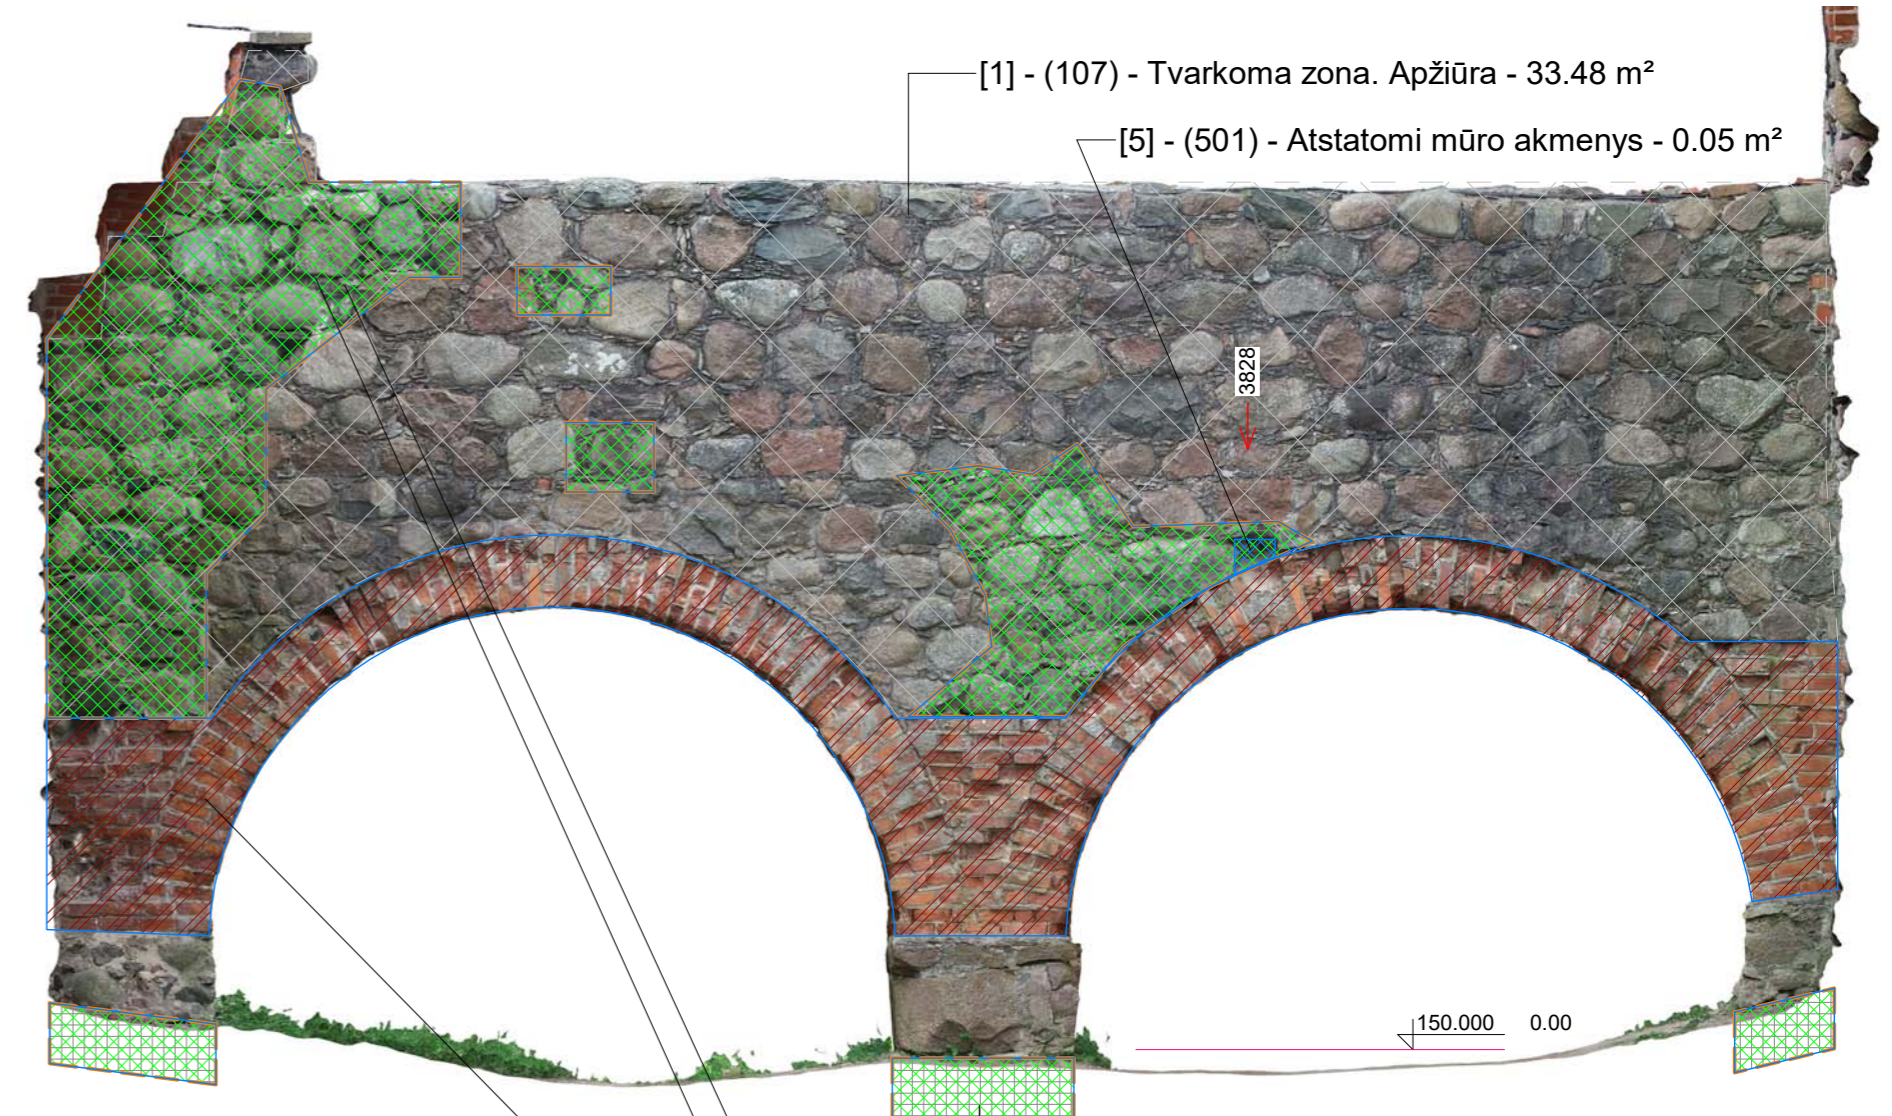 [1] - (107) - Tvarkoma zona. Apžiūra - 33.48 m²
[5] - (501) - Atstatomi mūro akmenys - 0.05 m²
3828
150.000 0.00